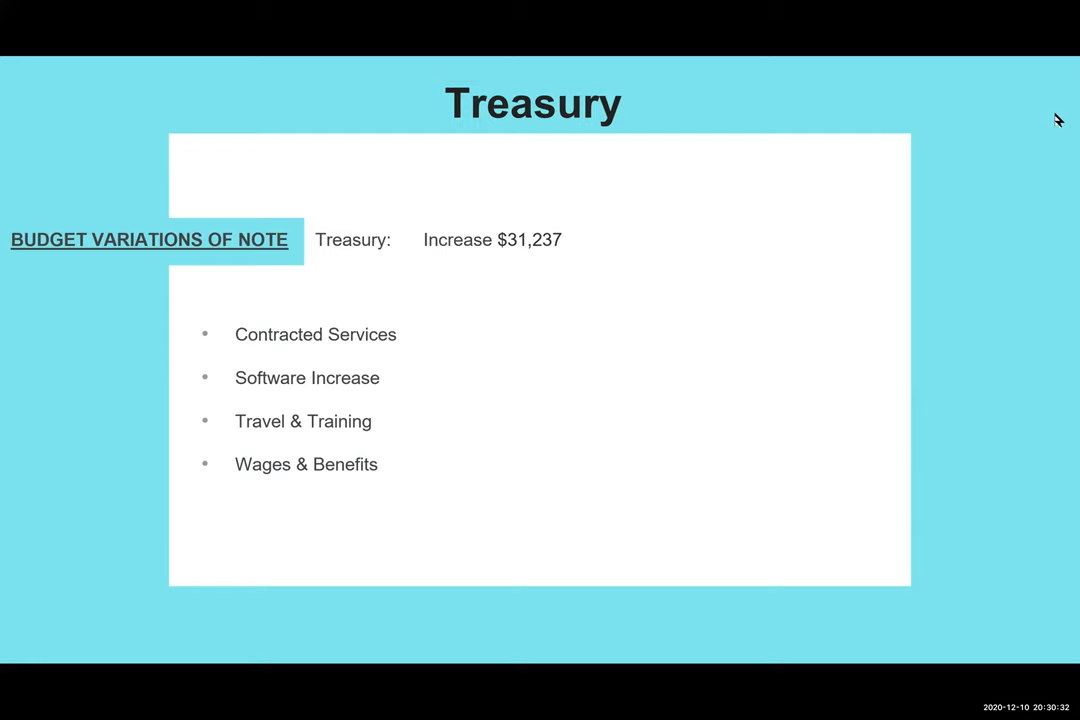 Treasury
BUDGET VARIATIONS OF NOTE Treasury: Increase $31,237
• Contracted Services
• Software Increase
• Travel & Training
• Wages & Benefits
2020-12-10 20:30:32